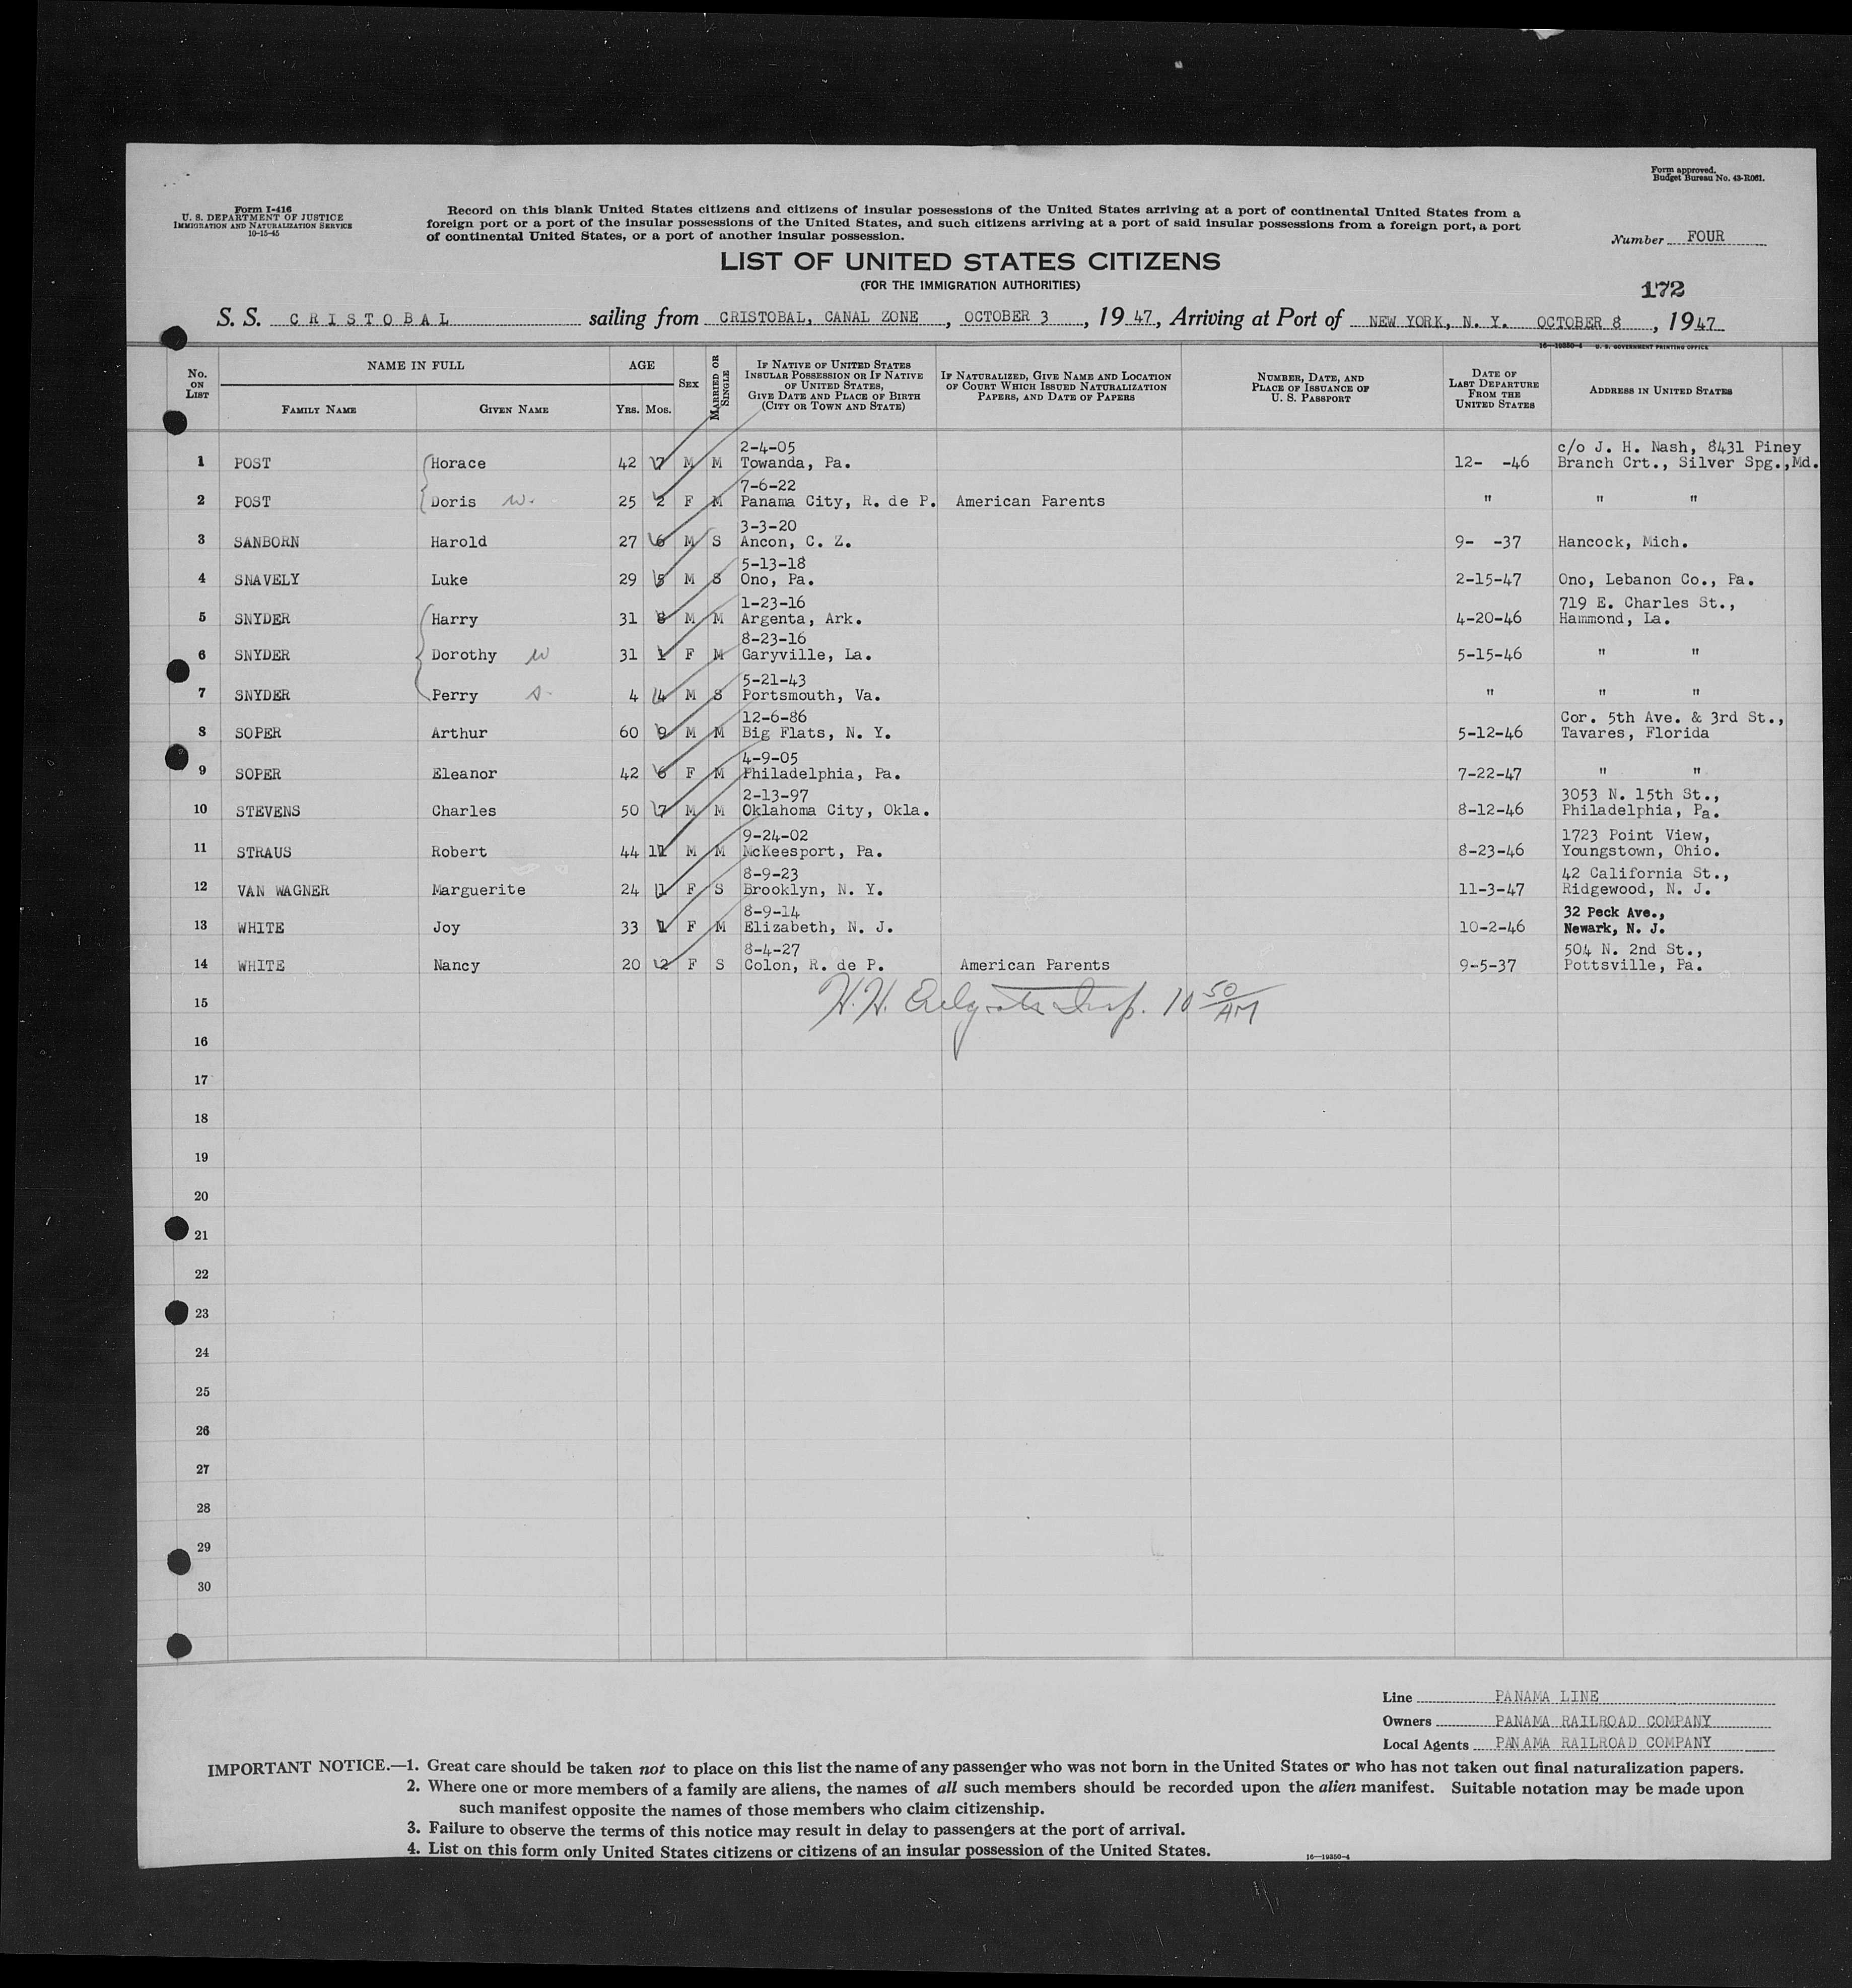 Form approved.
Budget Bureau No. 43-R061.
Form I-416
U. S. DEPARTMENT OF JUSTICE
IMMIGRATION AND NATURALIZATION SERVICE
10-15-45
Record on this blank United States citizens and citizens of insular possessions of the United States arriving at a port of continental United States from a
foreign port or a port of the insular possessions of the United States, and such citizens arriving at a port of said insular possessions from a foreign port, a port
of continental United States, or a port of another insular possession.
Number FOUR
LIST OF UNITED STATES CITIZENS
(FOR THE IMMIGRATION AUTHORITIES)
172
S. S. CRISTOBAL sailing from CRISTOBAL, CANAL ZONE, OCTOBER 3, 19 47, Arriving at Port of NEW YORK, N. Y. OCTOBER 8, 19 47
16—19350-4 U. S. GOVERNMENT PRINTING OFFICE
No. ON LIST
NAME IN FULL
FAMILY NAME GIVEN NAME
AGE
Yrs. Mos.
SEX
MARRIED OR SINGLE
IF NATIVE OF UNITED STATES
INSULAR POSSESSION OR IF NATIVE
OF UNITED STATES,
GIVE DATE AND PLACE OF BIRTH
(CITY OR TOWN AND STATE)
IF NATURALIZED, GIVE NAME AND LOCATION
OF COURT WHICH ISSUED NATURALIZATION
PAPERS, AND DATE OF PAPERS
NUMBER, DATE, AND
PLACE OF ISSUANCE OF
U. S. PASSPORT
DATE OF
LAST DEPARTURE
FROM THE
UNITED STATES
ADDRESS IN UNITED STATES
2-4-05 c/o J. H. Nash, 8431 Piney
1 POST Horace 42 7 M M Towanda, Pa. 12- -46 Branch Crt., Silver Spg.,Md.
7-6-22
2 POST Doris w. 25 2 F M Panama City, R. de P. American Parents " " "
3-3-20
3 SANBORN Harold 27 6 M S Ancon, C. Z. 9- -37 Hancock, Mich.
5-13-18
4 SNAVELY Luke 29 5 M S Ono, Pa. 2-15-47 Ono, Lebanon Co., Pa.
1-23-16 719 E. Charles St.,
5 SNYDER Harry 31 8 M M Argenta, Ark. 4-20-46 Hammond, La.
8-23-16
6 SNYDER Dorothy w 31 1 F M Garyville, La. 5-15-46 " "
5-21-43
7 SNYDER Perry s 4 4 M S Portsmouth, Va. " " "
12-6-86 Cor. 5th Ave. & 3rd St.,
8 SOPER Arthur 60 9 M M Big Flats, N. Y. 5-12-46 Tavares, Florida
4-9-05
9 SOPER Eleanor 42 6 F M Philadelphia, Pa. 7-22-47 " "
2-13-97 3053 N. 15th St.,
10 STEVENS Charles 50 7 M M Oklahoma City, Okla. 8-12-46 Philadelphia, Pa.
9-24-02 1723 Point View,
11 STRAUS Robert 44 11 M M McKeesport, Pa. 8-23-46 Youngstown, Ohio.
8-9-23 42 California St.,
12 VAN WAGNER Marguerite 24 1 F S Brooklyn, N. Y. 11-3-47 Ridgewood, N. J.
8-9-14 32 Peck Ave.,
13 WHITE Joy 33 1 F M Elizabeth, N. J. 10-2-46 Newark, N. J.
8-4-27 504 N. 2nd St.,
14 WHITE Nancy 20 2 F S Colon, R. de P. American Parents 9-5-37 Pottsville, Pa.
15 H.H. Insp. 10 50/AM
16
17
18
19
20
21
22
23
24
25
26
27
28
29
30
Line PANAMA LINE
Owners PANAMA RAILROAD COMPANY
Local Agents PANAMA RAILROAD COMPANY
IMPORTANT NOTICE.—1. Great care should be taken not to place on this list the name of any passenger who was not born in the United States or who has not taken out final naturalization papers.
2. Where one or more members of a family are aliens, the names of all such members should be recorded upon the alien manifest. Suitable notation may be made upon
such manifest opposite the names of those members who claim citizenship.
3. Failure to observe the terms of this notice may result in delay to passengers at the port of arrival.
4. List on this form only United States citizens or citizens of an insular possession of the United States.
16—19350-4